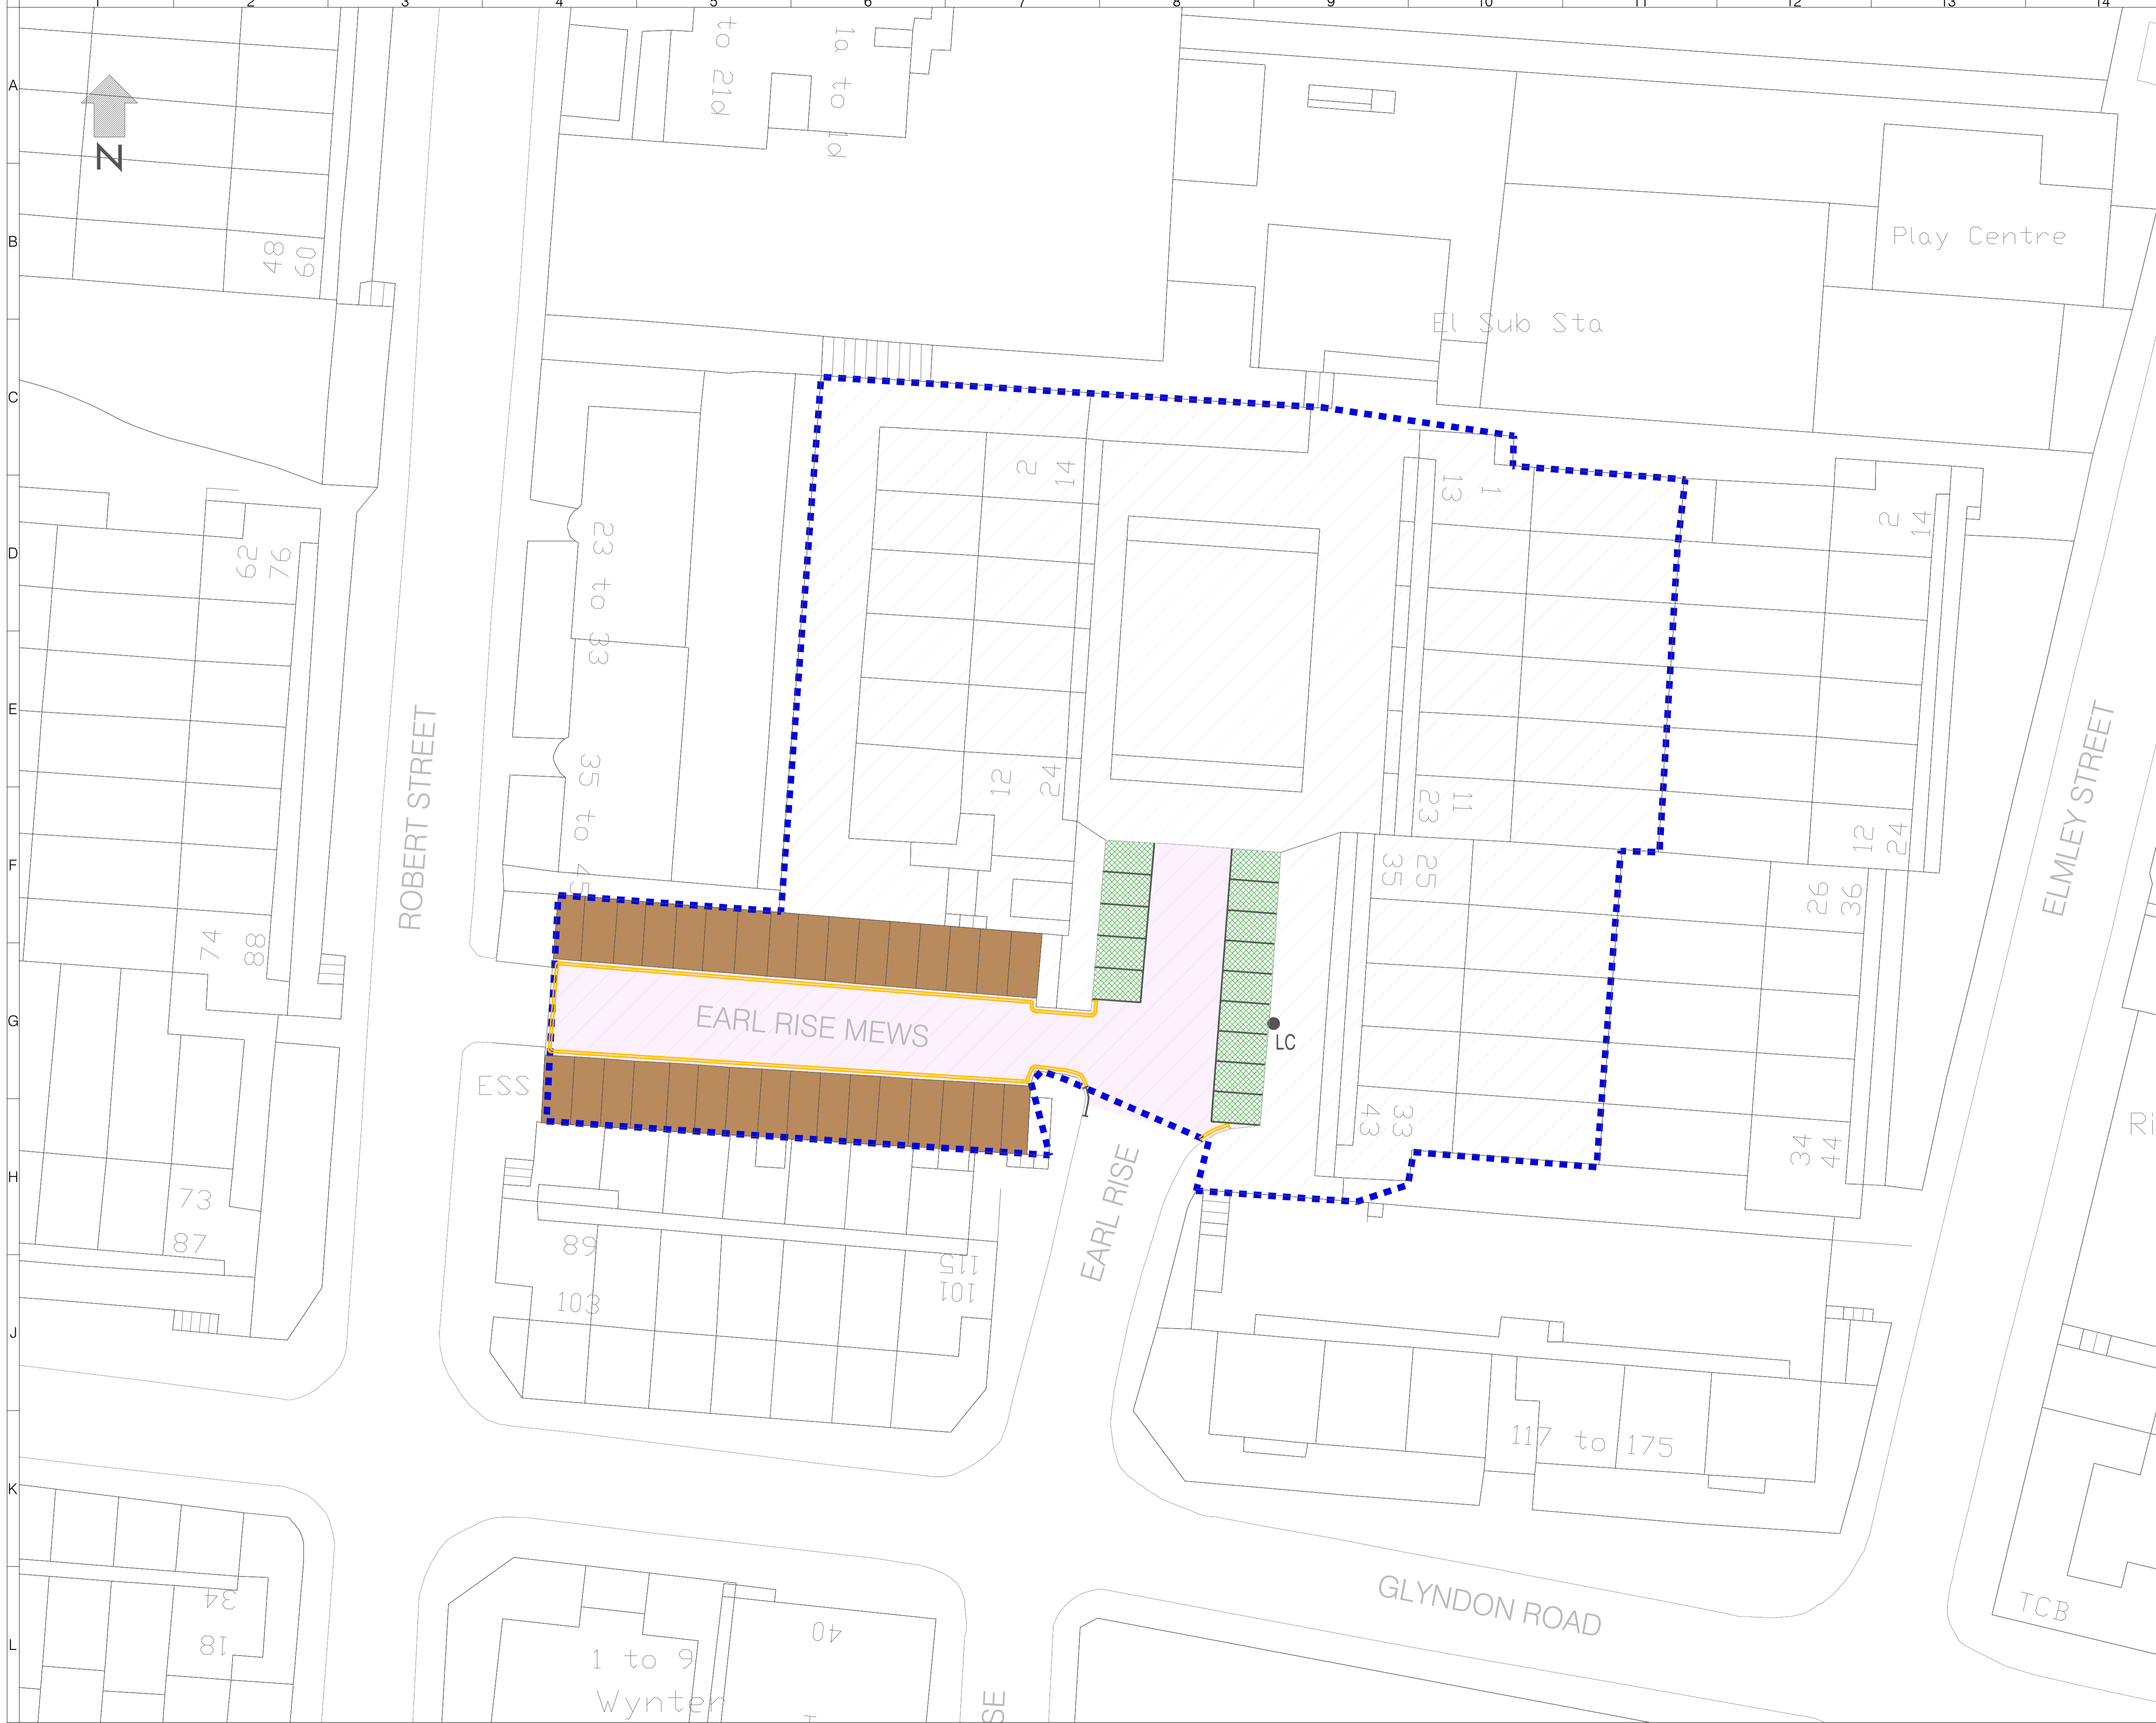 1 2 3 4 5 6 7 8 9 10 11 12 13 14
A
B
C
D
E
F
G
H
J
K
L
N
to 21d
1a to 1d
48
60
Play Centre
El Sub Sta
2
14
13
1
2
14
23 to 33
62
76
ROBERT STREET
ELMLEY STREET
35 to 45
12
24
23
11
12
24
35
25
26
36
74
88
EARL RISE MEWS
LC
ESS
43
33
34
44
EARL RISE
73
87
89
103
115
101
117 to 175
GLYNDON ROAD
TCB
34
18
40
1 to 9
Wynter